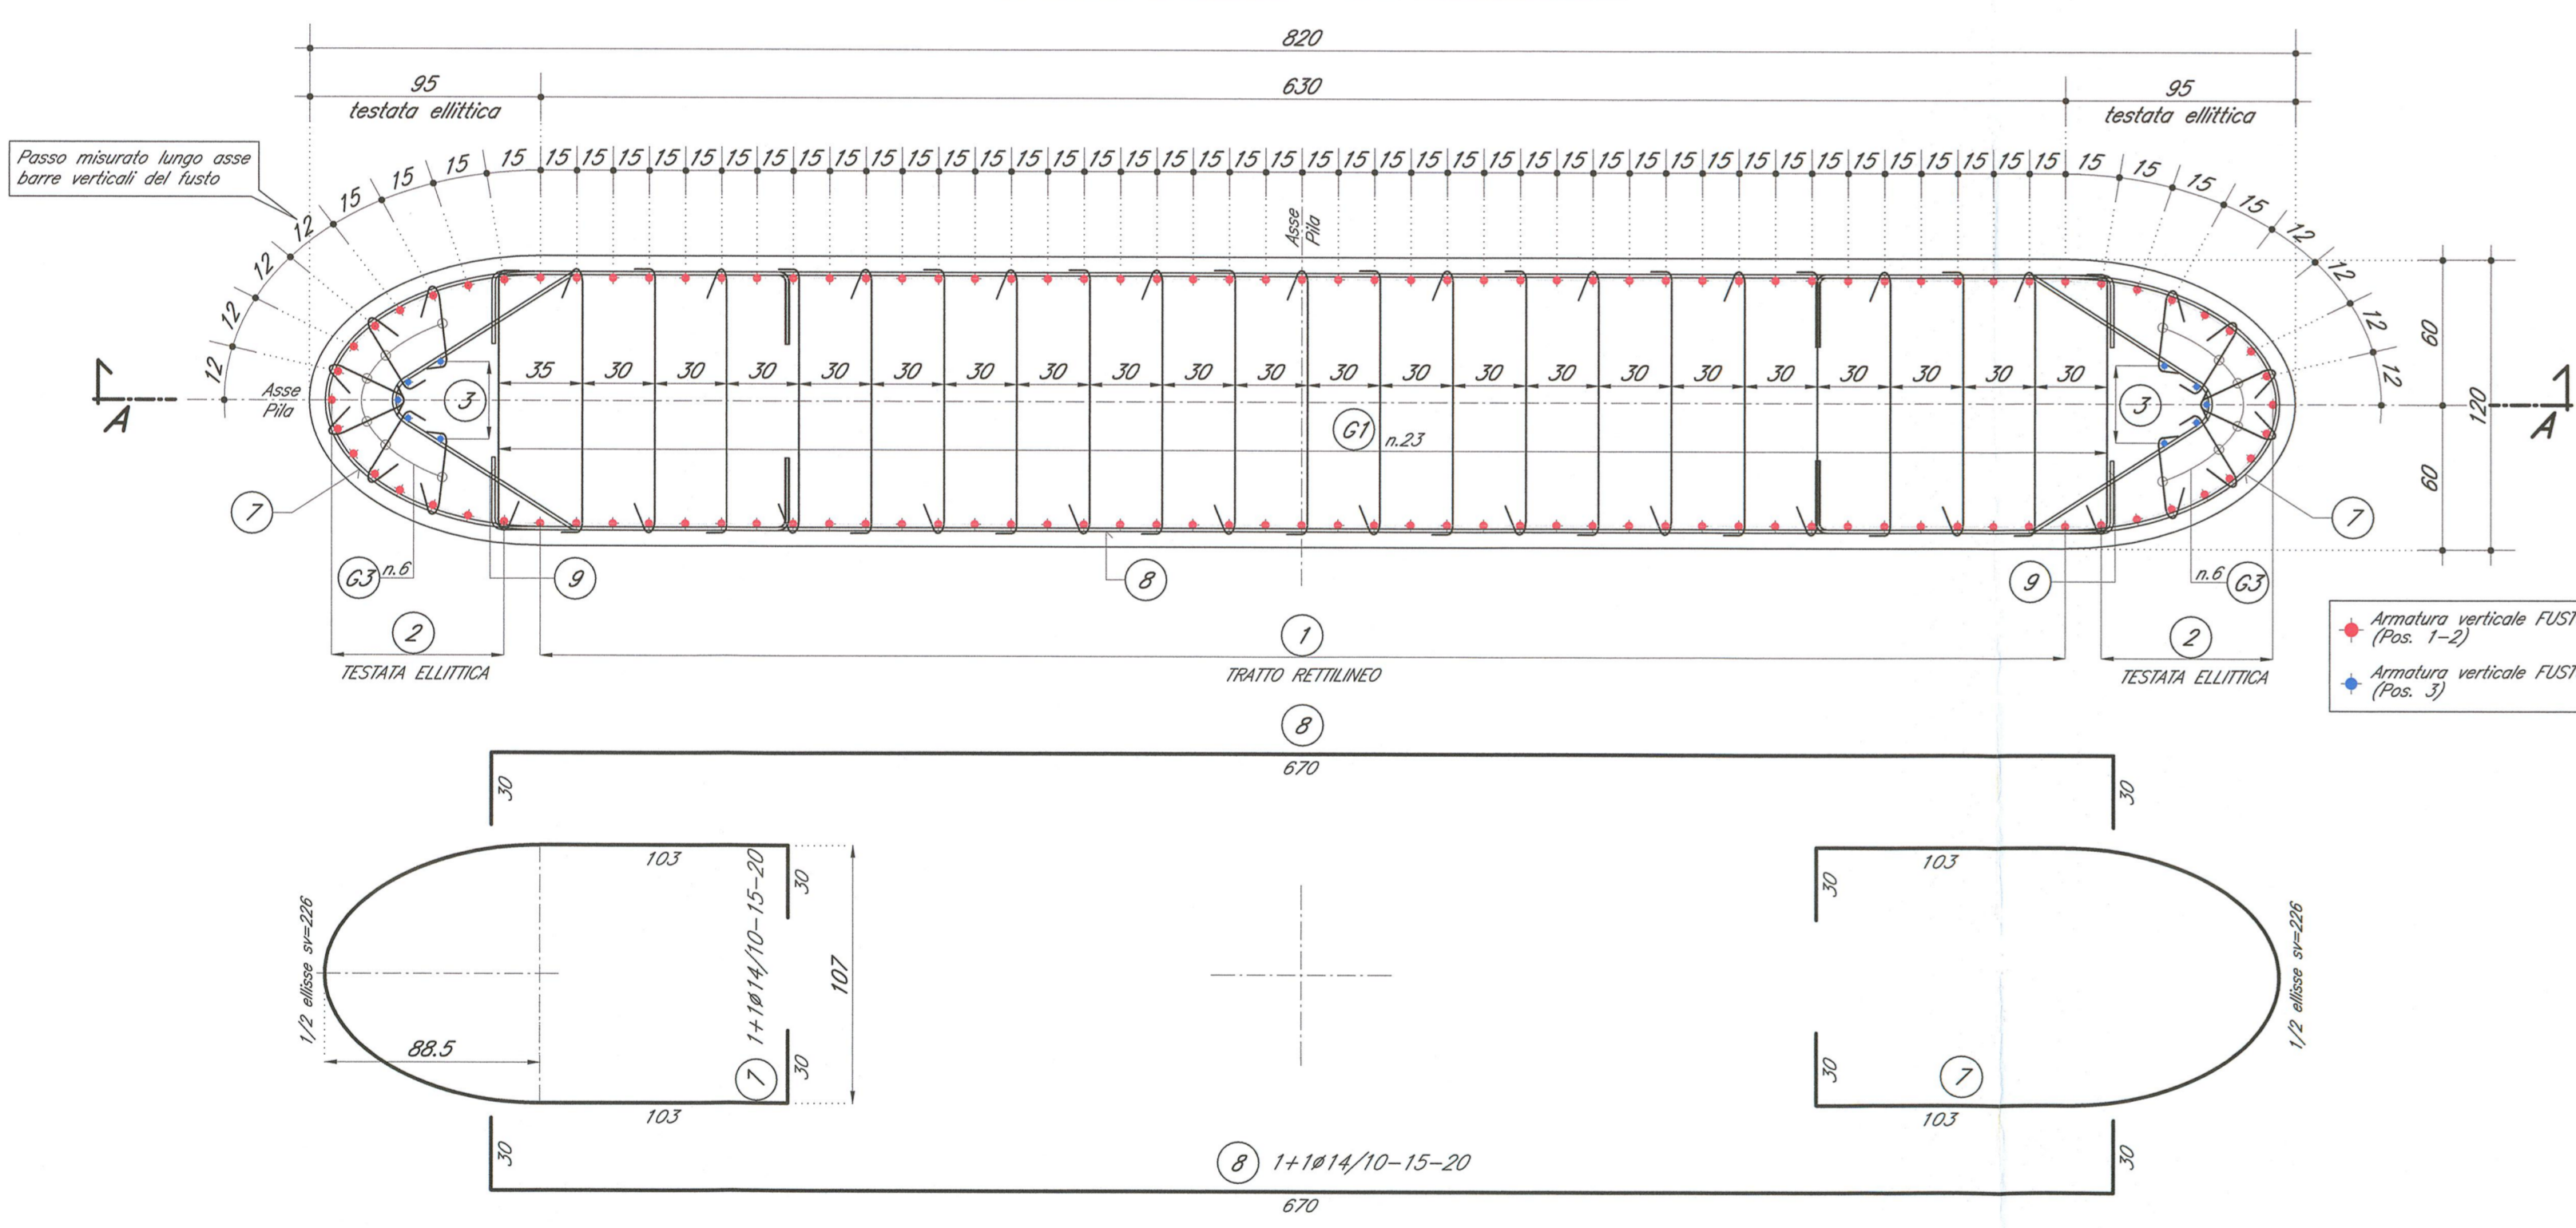 820
95
testata ellittica
630
95
testata ellittica
Passo misurato lungo asse
barre verticali del fusto
12 12 12 12 15 15 15 15 15 15 15 15 15 15 15 15 15 15 15 15 15 15 15 15 15 15 15 15 15 15 15 15 15 15 15 15 15 15 15 15 15 15 15 15 15 15 15 15 15 15 15 15 15 15 12 12 12 12
Asse
Pila
Asse
Pila
35 30 30 30 30 30 30 30 30 30 30 30 30 30 30 30 30 30 30 30 30 30
A
3
G1 n.23
3
A
60
120
60
7
7
G3 n.6
9
8
9
n.6 G3
2
TESTATA ELLITTICA
1
TRATTO RETTILINEO
2
TESTATA ELLITTICA
Armatura verticale FUST
(Pos. 1-2)
Armatura verticale FUST
(Pos. 3)
8
670
30
30
103
30
1/2 ellisse sv=226
88.5
7 1+1ø14/10-15-20
107
30
103
103
30
30
7
103
1/2 ellisse sv=226
30
8 1+1ø14/10-15-20
30
670